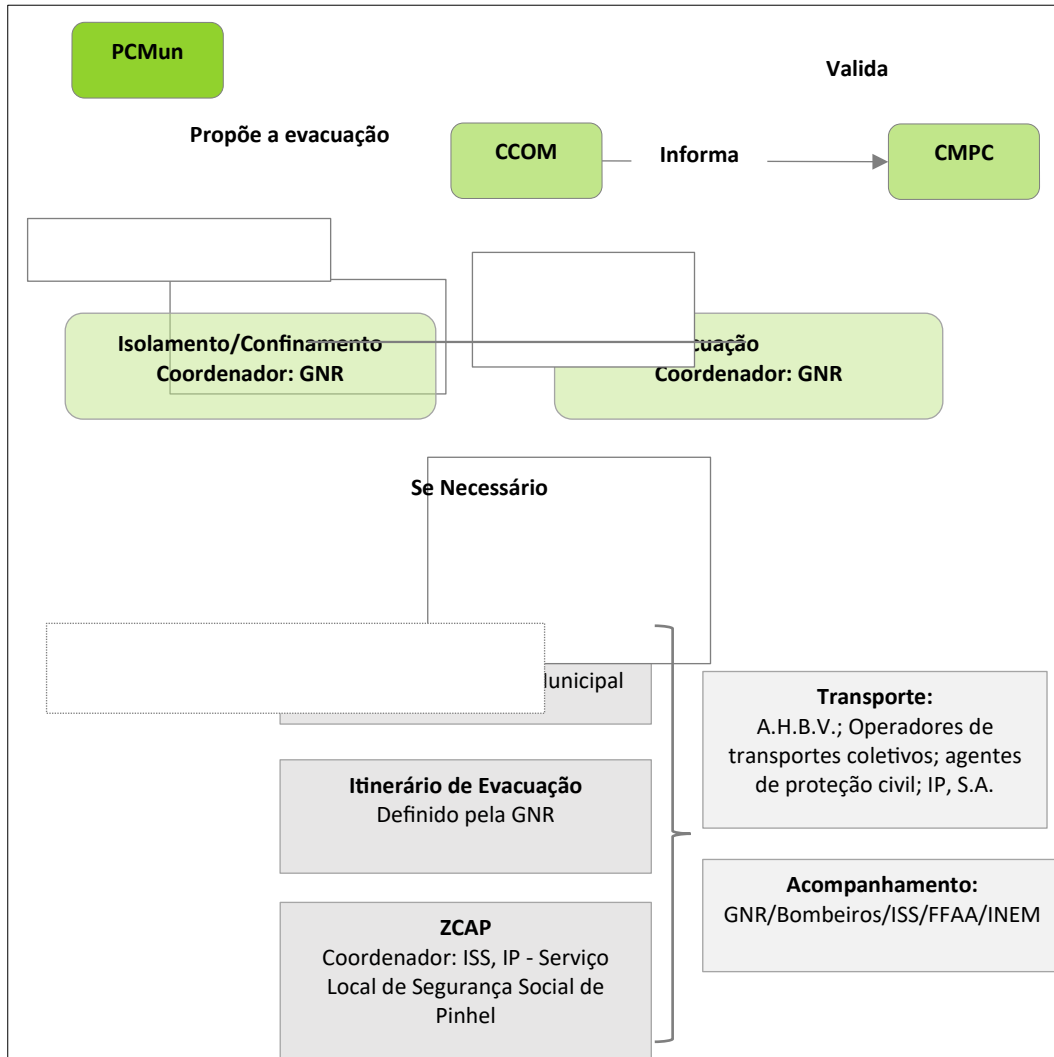 PCMun
Valida
Propõe a evacuação
CCOM
Informa
CMPC
Isolamento/Confinamento
Coordenador: GNR
Coordenador: GNR
Se Necessário
Transporte:
A.H.B.V.; Operadores de
transportes coletivos; agentes
de proteção civil; IP, S.A.
Itinerário de Evacuação
Definido pela GNR
Acompanhamento:
GNR/Bombeiros/ISS/FFAA/INEM
ZCAP
Coordenador: ISS, IP - Serviço
Local de Segurança Social de
Pinhel